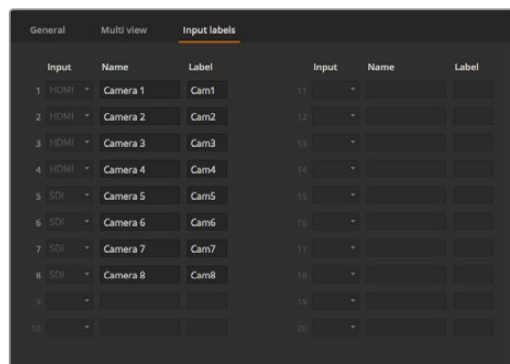 General Multi view Input labels
Input Name Label Input Name Label
1 HDMI Camera 1 Cam1 11
2 HDMI Camera 2 Cam2 12
3 HDMI Camera 3 Cam3 13
4 HDMI Camera 4 Cam4 14
5 SDI Camera 5 Cam5 15
6 SDI Camera 6 Cam6 16
7 SDI Camera 7 Cam7 17
8 SDI Camera 8 Cam8 18
9 19
10 20